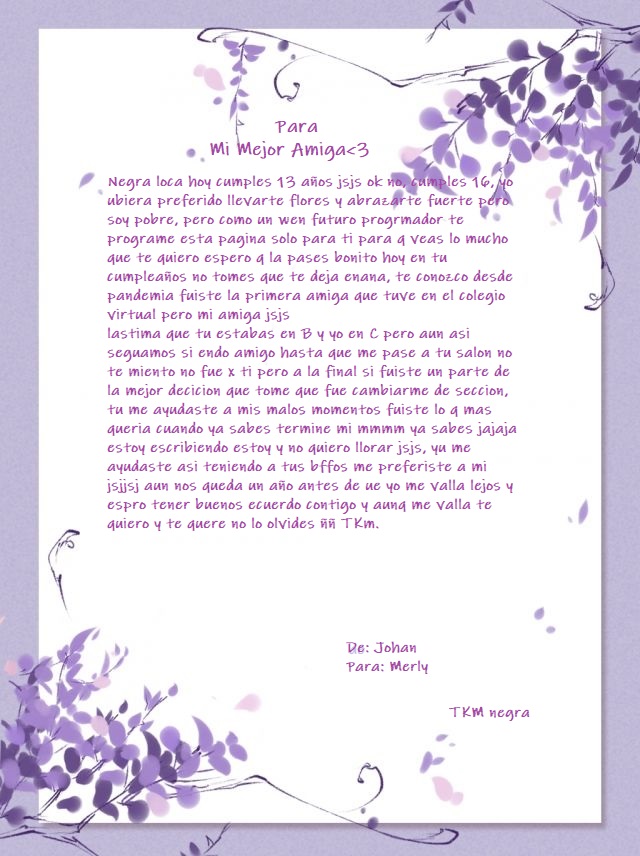 Para
Mi Mejor Amiga<3
Negra loca hoy cumples 13 años jsjs ok no, cumples 16, yo
ubiera preferido llevarte flores y abrazarte fuerte pero
soy pobre, pero como un wen futuro progrmador te
programe esta pagina solo para ti para q veas lo mucho
que te quiero espero q la pases bonito hoy en tu
cumpleaños no tomes que te deja enana, te conozco desde
pandemia fuiste la primera amiga que tuve en el colegio
virtual pero mi amiga jsjs
lastima que tu estabas en B y yo en C pero aun asi
seguamos si endo amigo hasta que me pase a tu salon no
te miento no fue x ti pero a la final si fuiste un parte de
la mejor decicion que tome que fue cambiarme de seccion,
tu me ayudaste a mis malos momentos fuiste lo q mas
queria cuando ya sabes termine mi mmmm ya sabes jajaja
estoy escribiendo estoy y no quiero llorar jsjs, yu me
ayudaste asi teniendo a tus bffos me preferiste a mi
jsjjsj aun nos queda un año antes de ue yo me valla lejos y
espro tener buenos ecuerdo contigo y aunq me valla te
quiero y te quere no lo olvides ññ TKm.
De: Johan
Para: Merly
TKM negra